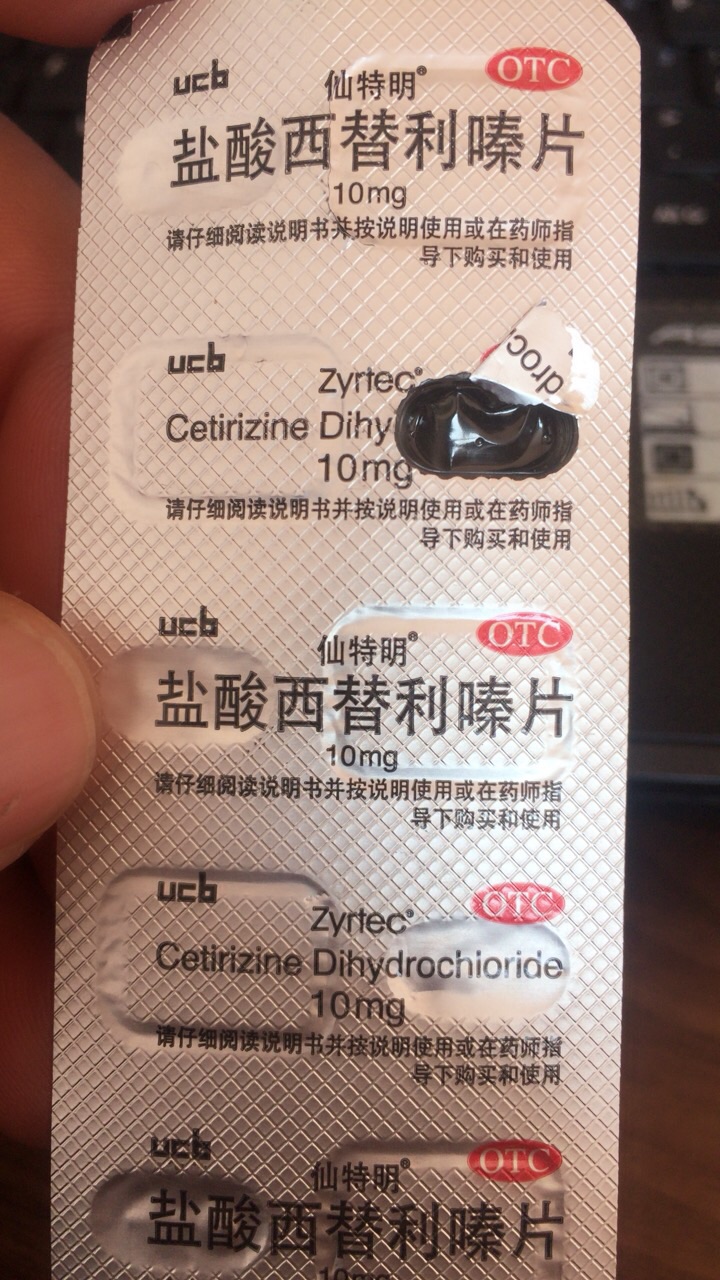 ucb 仙特明® OTC
盐酸西替利嗪片
10mg
请仔细阅读说明书并按说明使用或在药师指
导下购买和使用
droc
ucb Zyrtec®
Cetirizine Dihy
10mg
请仔细阅读说明书并按说明使用或在药师指
导下购买和使用
ucb 仙特明® OTC
盐酸西替利嗪片
10mg
请仔细阅读说明书并按说明使用或在药师指
导下购买和使用
ucb Zyrtec® OTC
Cetirizine Dihydrochloride
10mg
请仔细阅读说明书并按说明使用或在药师指
导下购买和使用
ucb 仙特明® OTC
盐酸西替利嗪片
10mg